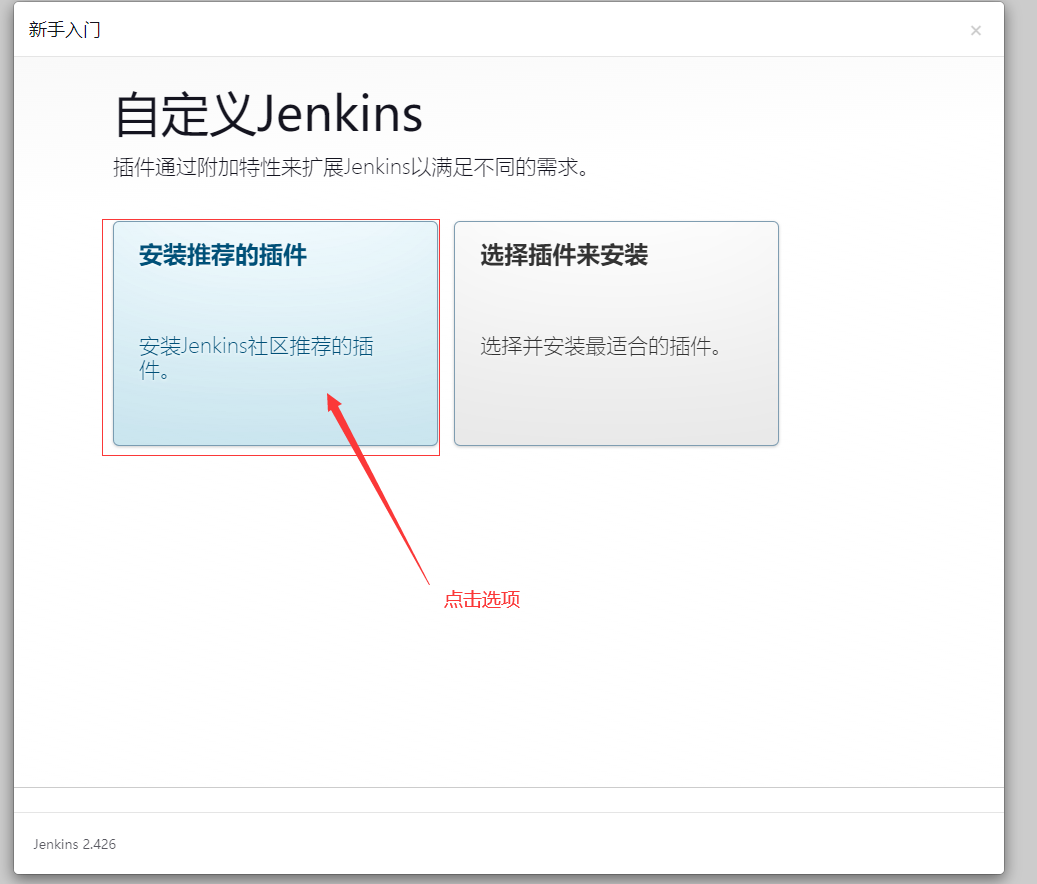 新手入门
×
自定义Jenkins
插件通过附加特性来扩展Jenkins以满足不同的需求。
安装推荐的插件
安装Jenkins社区推荐的插
件。
选择插件来安装
选择并安装最适合的插件。
点击选项
Jenkins 2.426